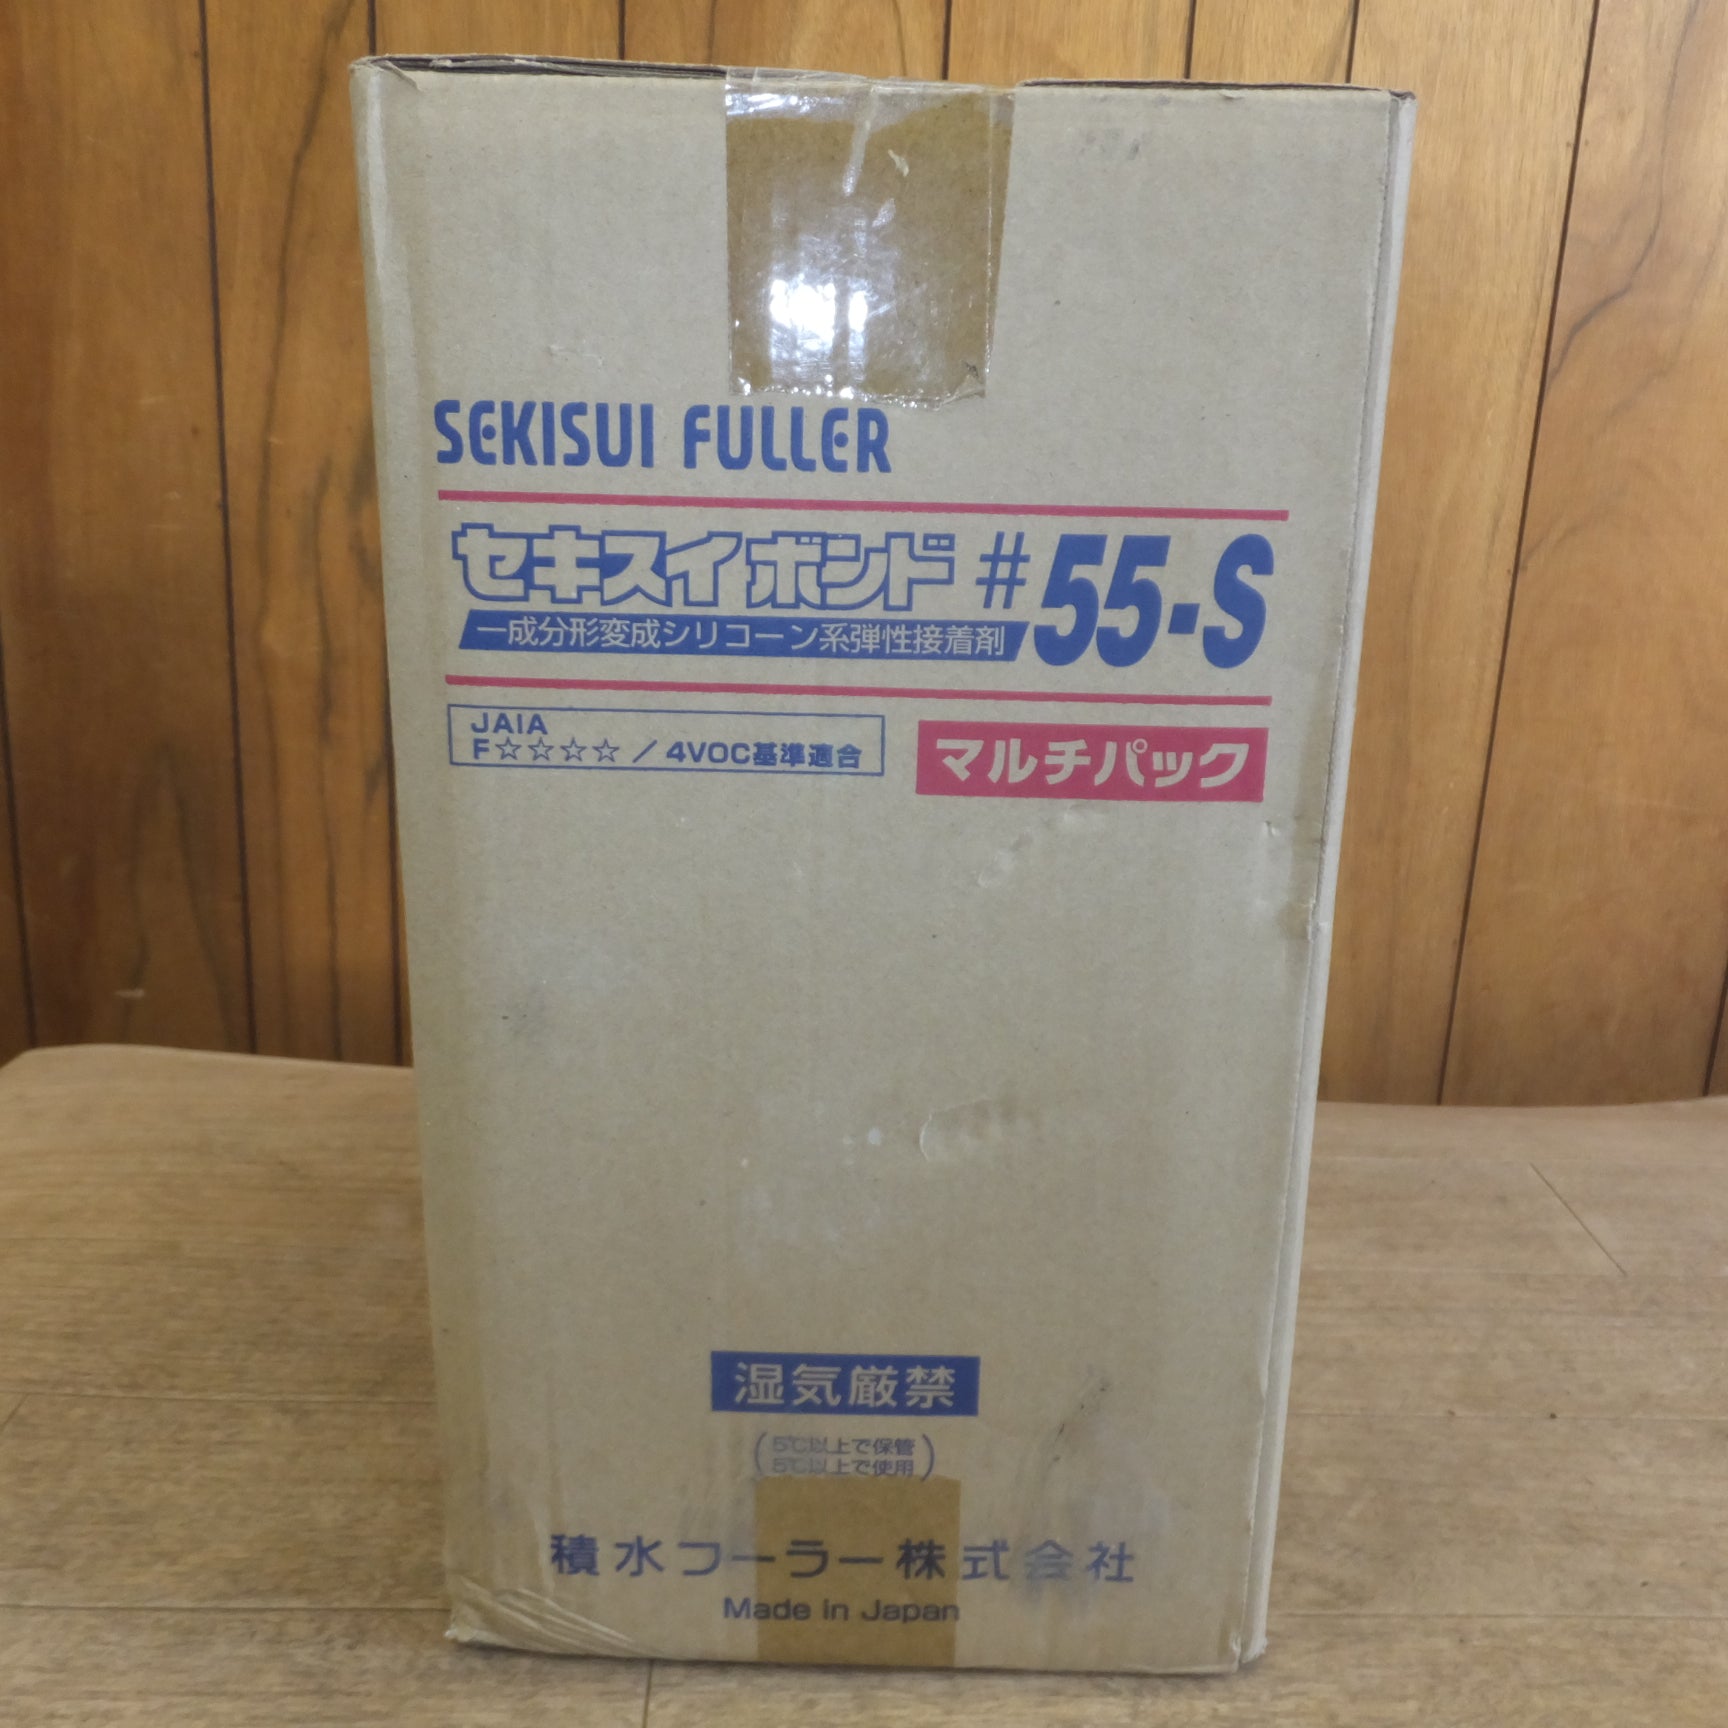 SEKISUI FULLER
セキスイボンド #55-S
一成分形変成シリコーン系弾性接着剤
JAIA
F☆☆☆☆ / 4VOC基準適合
マルチパック
湿気厳禁
(5℃以上で保管
5℃以上で使用)
積水フーラー株式会社
Made in Japan